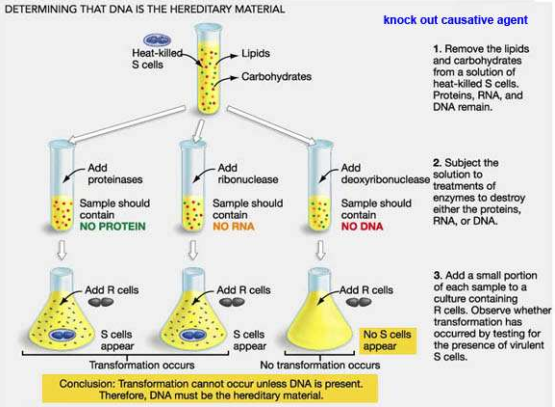 DETERMINING THAT DNA IS THE HEREDITARY MATERIAL
knock out causative agent
Heat-killed
S cells
Lipids
Carbohydrates
1. Remove the lipids
and carbohydrates
from a solution of
heat-killed S cells.
Proteins, RNA, and
DNA remain.
Add
proteinases
Sample should
contain
NO PROTEIN
Add
ribonuclease
Sample should
contain
NO RNA
Add
deoxyribonuclease
Sample should
contain
NO DNA
2. Subject the
solution to
treatments of
enzymes to destroy
either the proteins,
RNA, or DNA.
Add R cells
S cells
appear
Add R cells
S cells
appear
Add R cells
No S cells
appear
3. Add a small portion
of each sample to a
culture containing
R cells. Observe whether
transformation has
occurred by testing for
the presence of virulent
S cells.
Transformation occurs
No transformation occurs
Conclusion: Transformation cannot occur unless DNA is present.
Therefore, DNA must be the hereditary material.